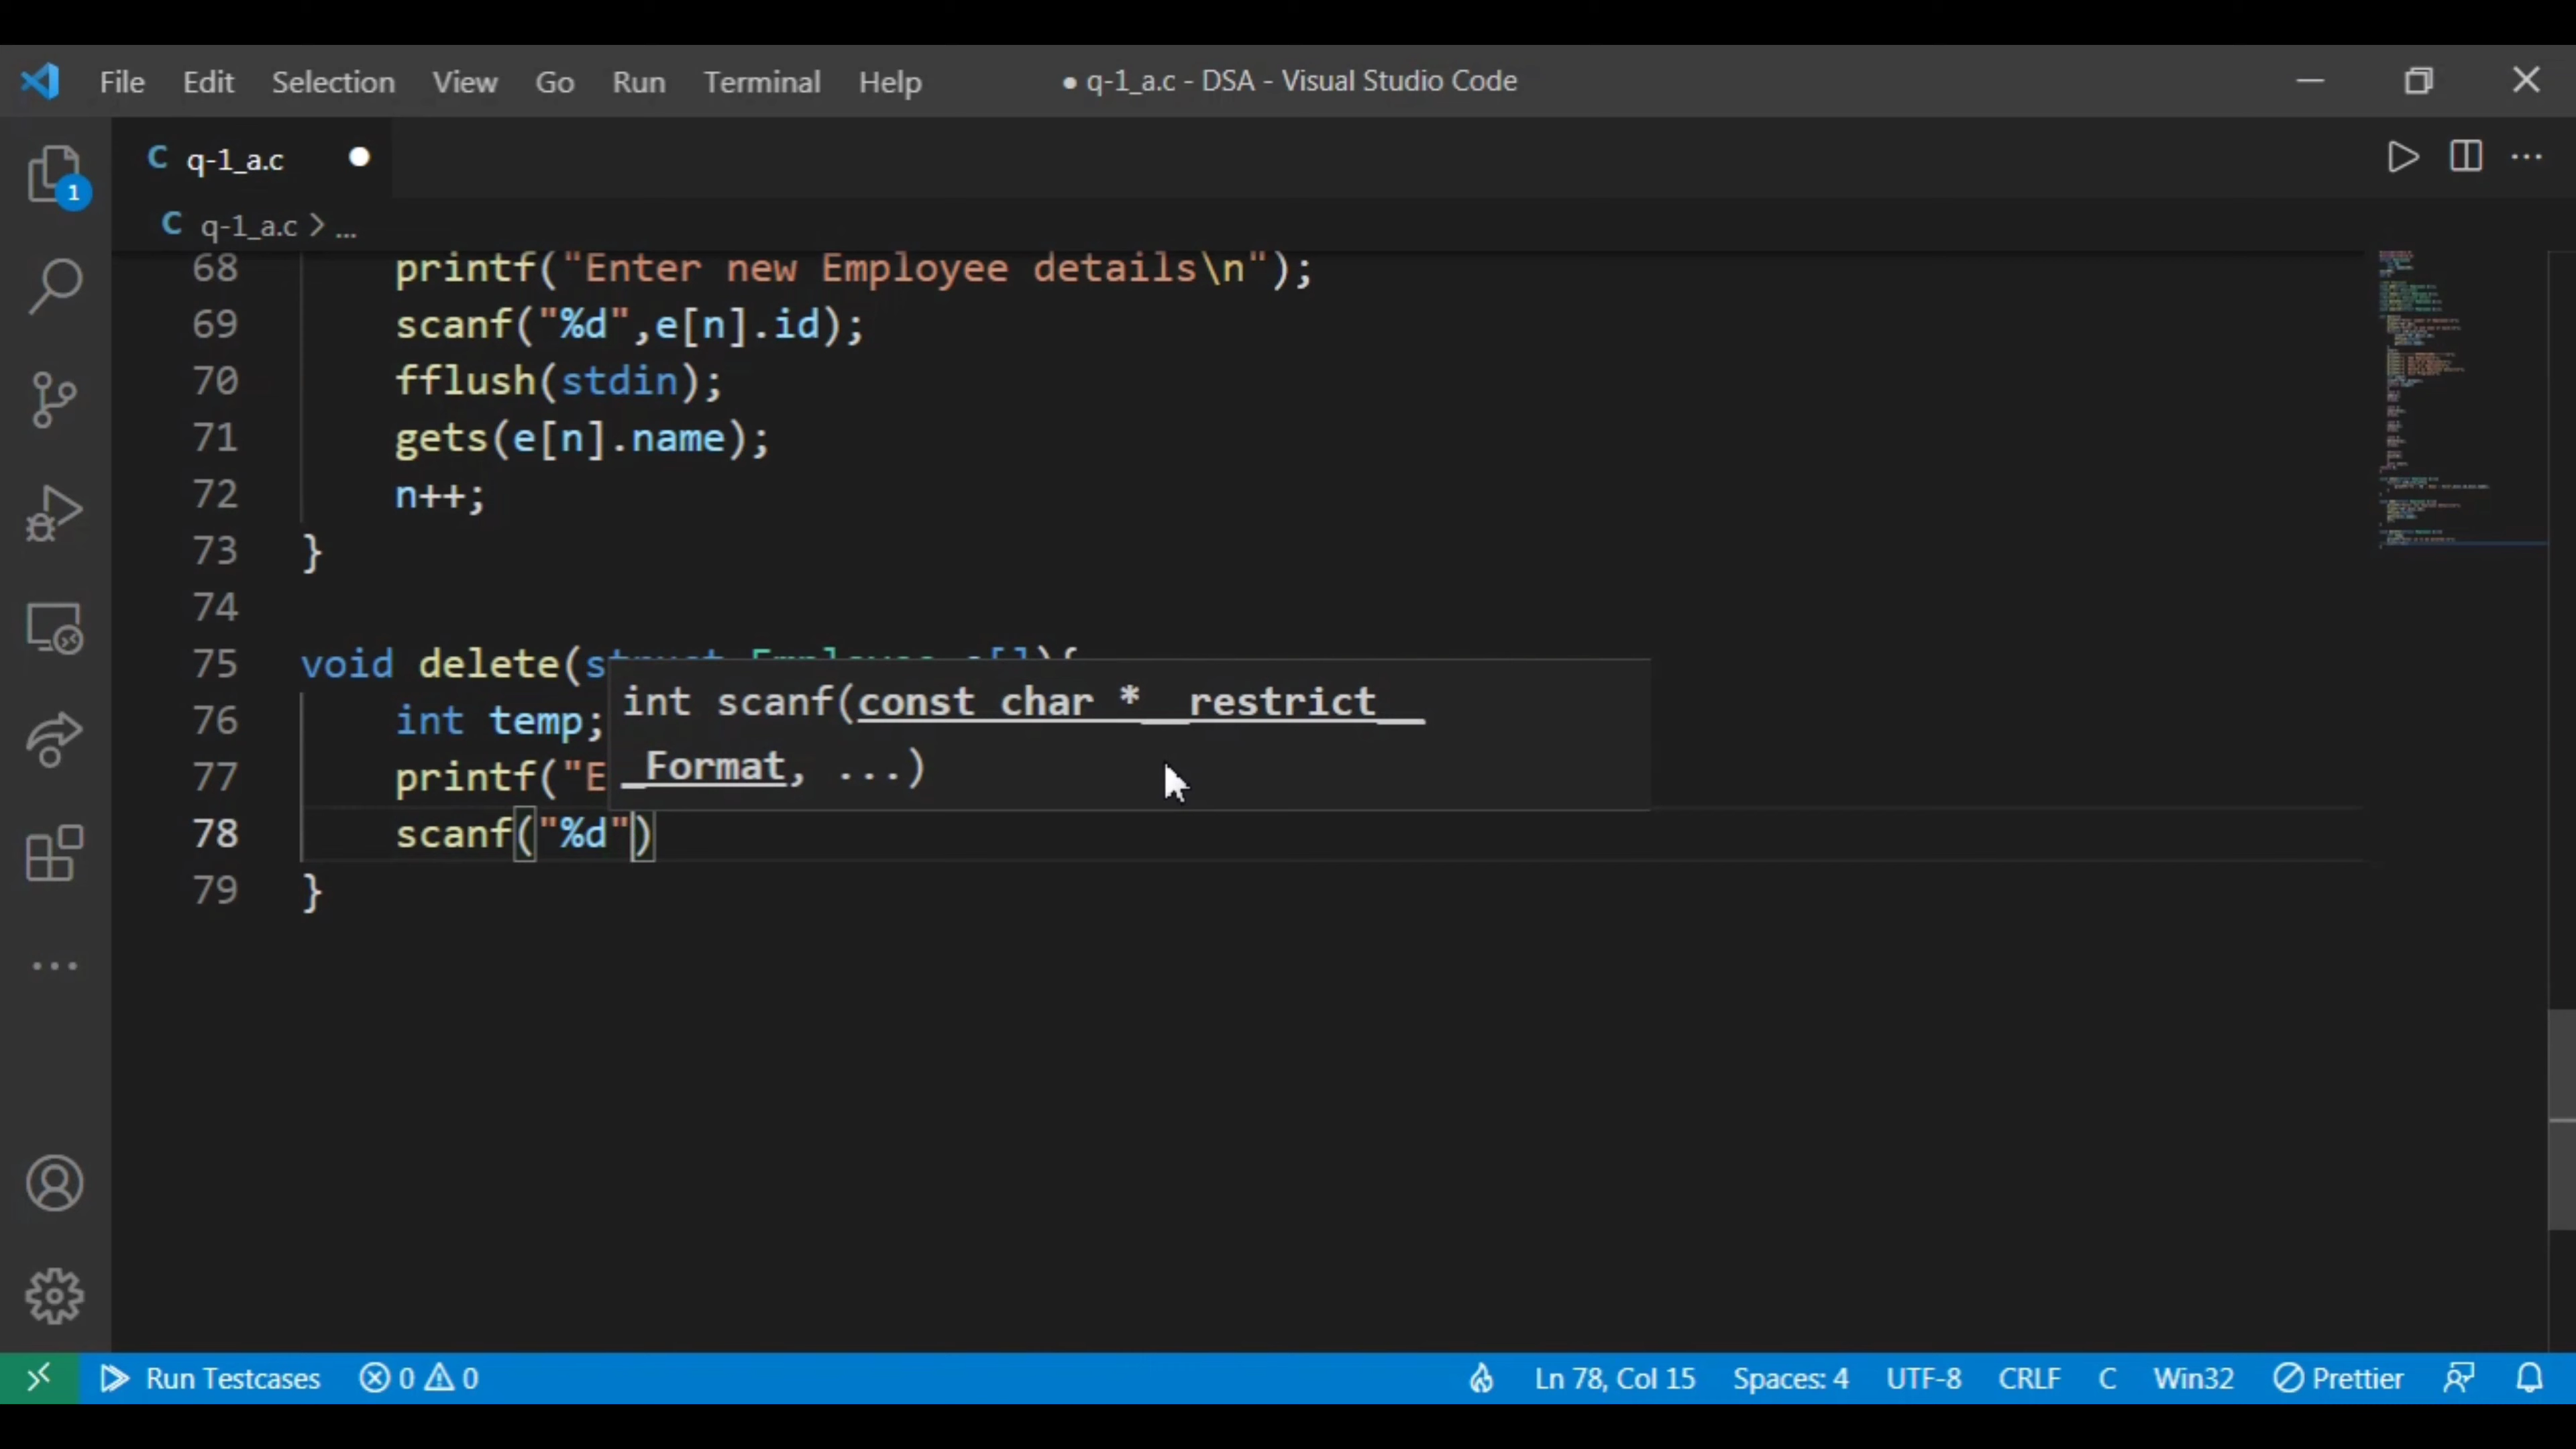 File Edit Selection View Go Run Terminal Help ● q-1_a.c - DSA - Visual Studio Code
C q-1_a.c
C q-1_a.c > ...
1
68 printf("Enter new Employee details\n");
69 scanf("%d",e[n].id);
70 fflush(stdin);
71 gets(e[n].name);
72 n++;
73 }
74
75 void delete(struct Employee e[]){
int scanf(const char *__restrict__
_Format, ...)
76 int temp;
77 printf("E
78 scanf("%d")
79 }
Run Testcases 0 0 Ln 78, Col 15 Spaces: 4 UTF-8 CRLF C Win32 Prettier